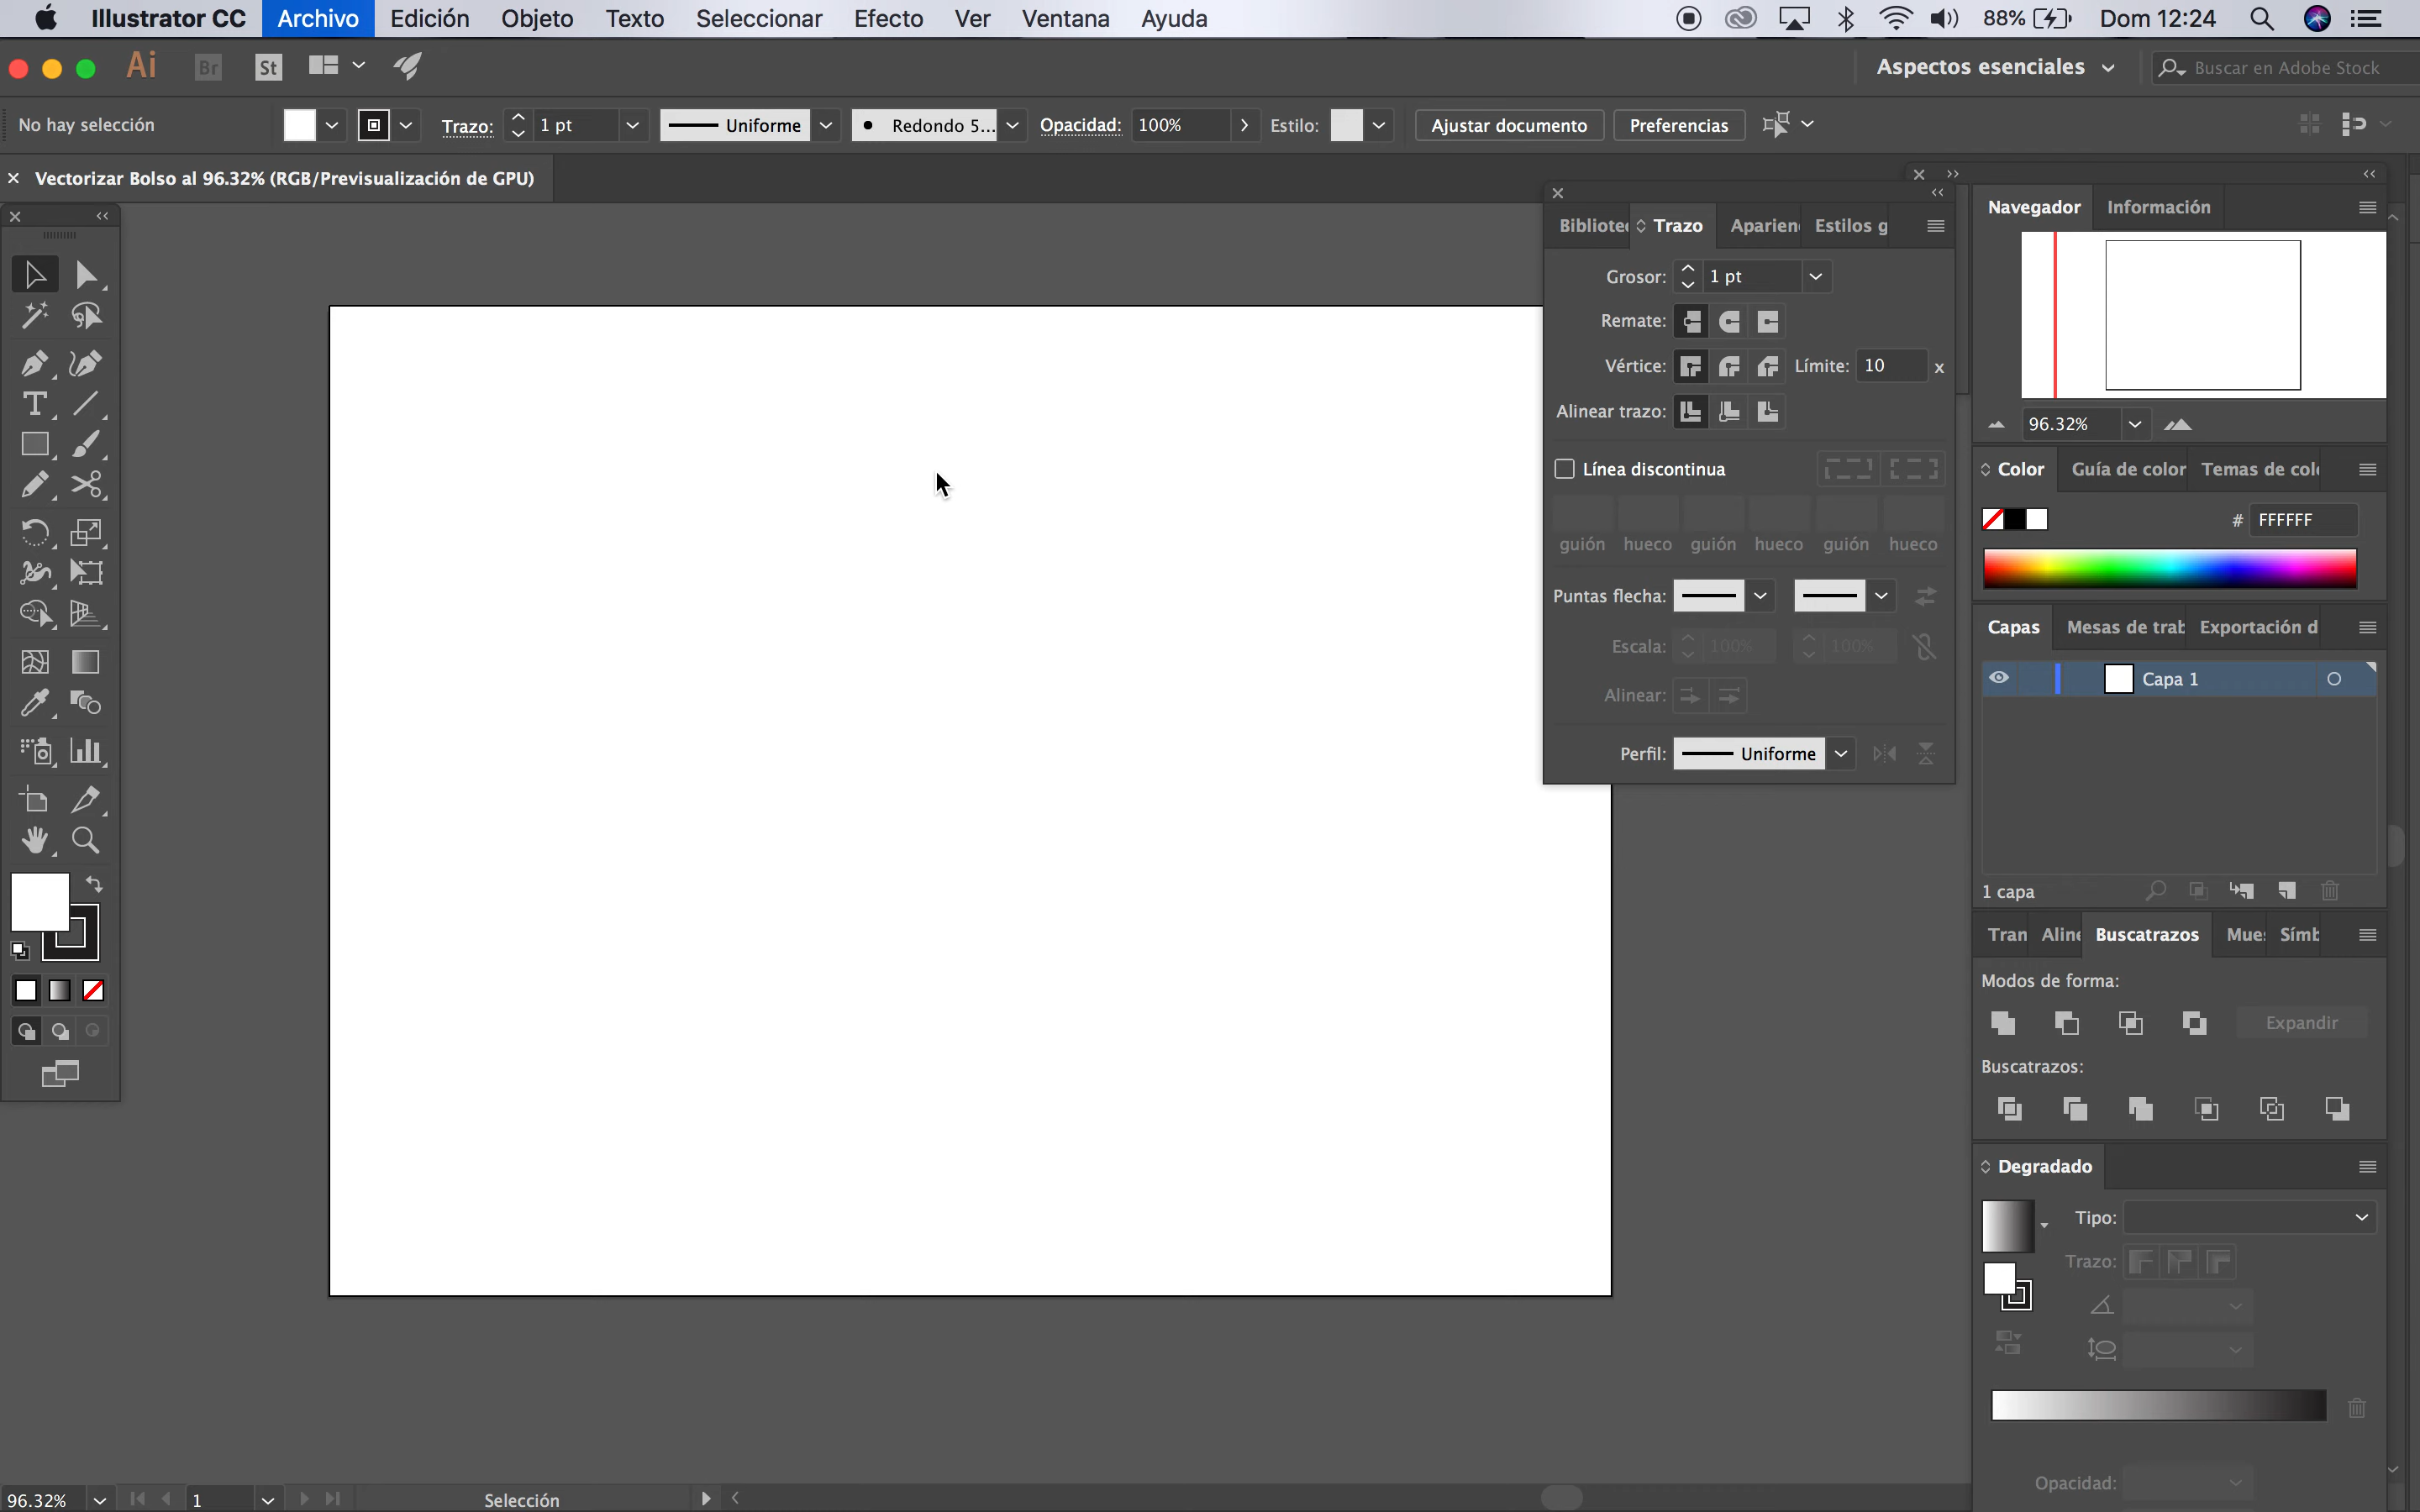 Illustrator CC Archivo Edición Objeto Texto Seleccionar Efecto Ver Ventana Ayuda 88% Dom 12:24
Ai Br St Aspectos esenciales Buscar en Adobe Stock
No hay selección Trazo: 1 pt Uniforme Redondo 5... Opacidad: 100% Estilo: Ajustar documento Preferencias
Vectorizar Bolso al 96.32% (RGB/Previsualización de GPU)
Bibliotec Trazo Aparien Estilos g
Grosor: 1 pt
Remate:
Vértice: Límite: 10 x
Alinear trazo:
Línea discontinua
guión hueco guión hueco guión hueco
Puntas flecha:
Escala: 100% 100%
Alinear:
Perfil: Uniforme
Navegador Información
96.32%
Color Guía de color Temas de col
# FFFFFF
Capas Mesas de trab Exportación d
Capa 1
1 capa
Tran Aline Buscatrazos Mue Símb
Modos de forma:
Expandir
Buscatrazos:
Degradado
Tipo:
Trazo:
Opacidad:
96.32% 1 Selección